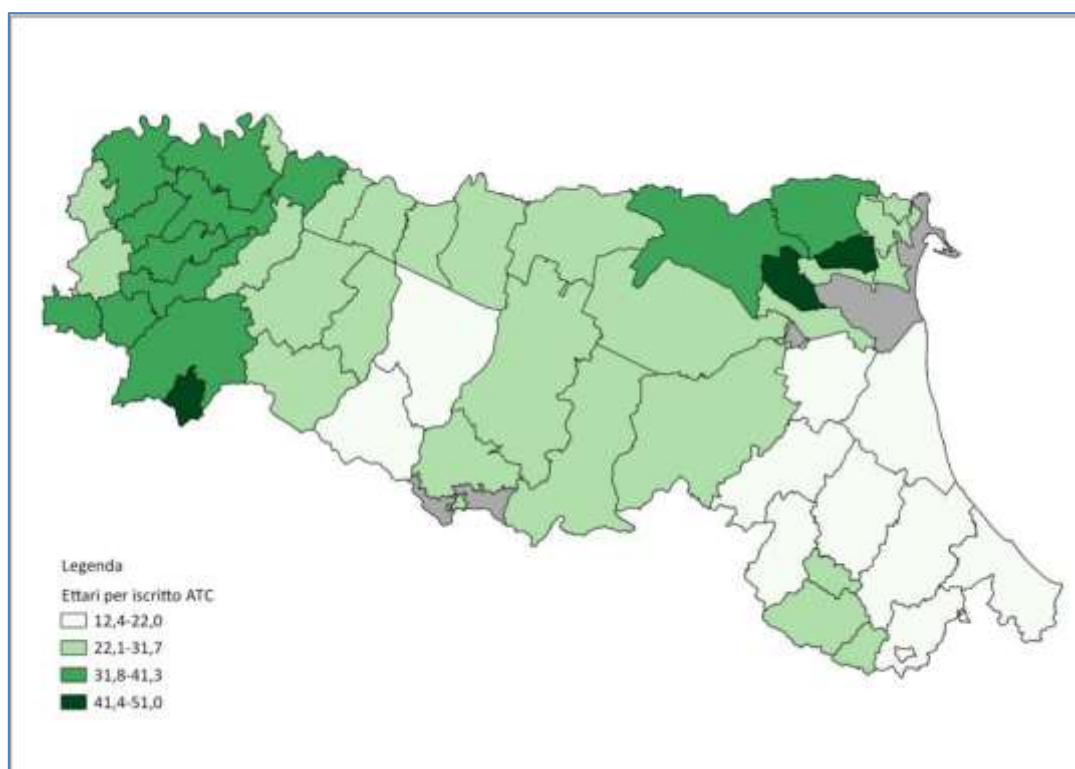 Legenda
Ettari per iscritto ATC
12,4-22,0
22,1-31,7
31,8-41,3
41,4-51,0